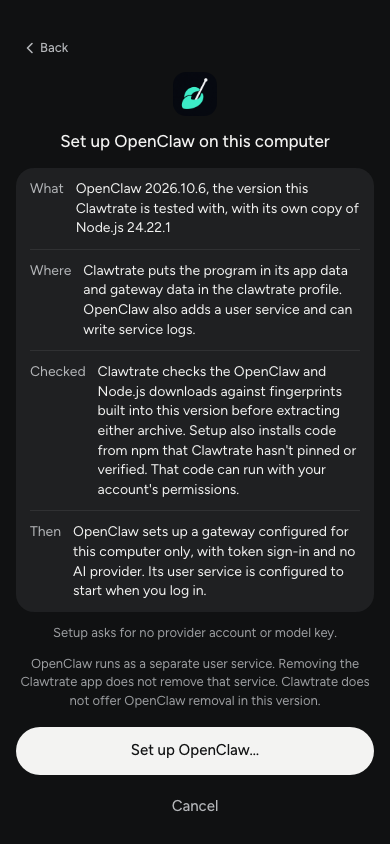 Back
Set up OpenClaw on this computer
What OpenClaw 2026.10.6, the version this
Clawtrate is tested with, with its own copy of
Node.js 24.22.1
Where Clawtrate puts the program in its app data
and gateway data in the clawtrate profile.
OpenClaw also adds a user service and can
write service logs.
Checked Clawtrate checks the OpenClaw and
Node.js downloads against fingerprints
built into this version before extracting
either archive. Setup also installs code
from npm that Clawtrate hasn't pinned or
verified. That code can run with your
account's permissions.
Then OpenClaw sets up a gateway configured for
this computer only, with token sign-in and no
AI provider. Its user service is configured to
start when you log in.
Setup asks for no provider account or model key.
OpenClaw runs as a separate user service. Removing the
Clawtrate app does not remove that service. Clawtrate does
not offer OpenClaw removal in this version.
Set up OpenClaw...
Cancel